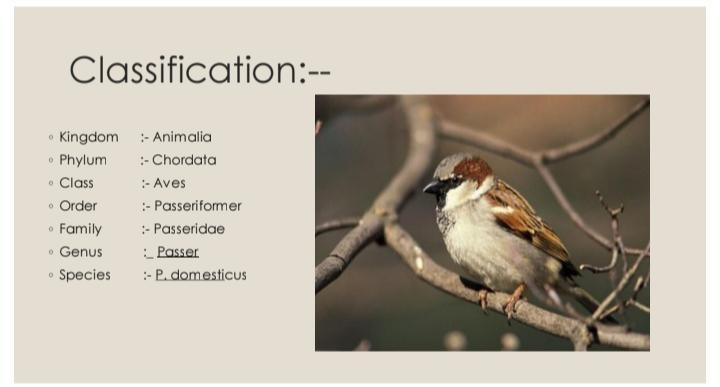 Classification:--
◦ Kingdom :- Animalia
◦ Phylum :- Chordata
◦ Class :- Aves
◦ Order :- Passeriformer
◦ Family :- Passeridae
◦ Genus :_ Passer
◦ Species :- P. domesticus